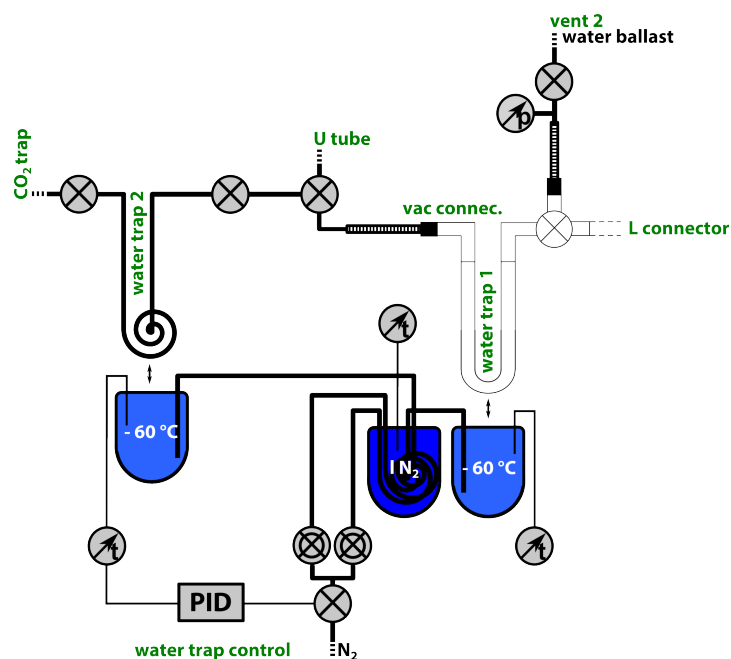 vent 2
water ballast
p
U tube
CO₂ trap
water trap 2
vac connec.
L connector
water trap 1
t
- 60 °C
l N₂
- 60 °C
t
t
PID
water trap control
N₂